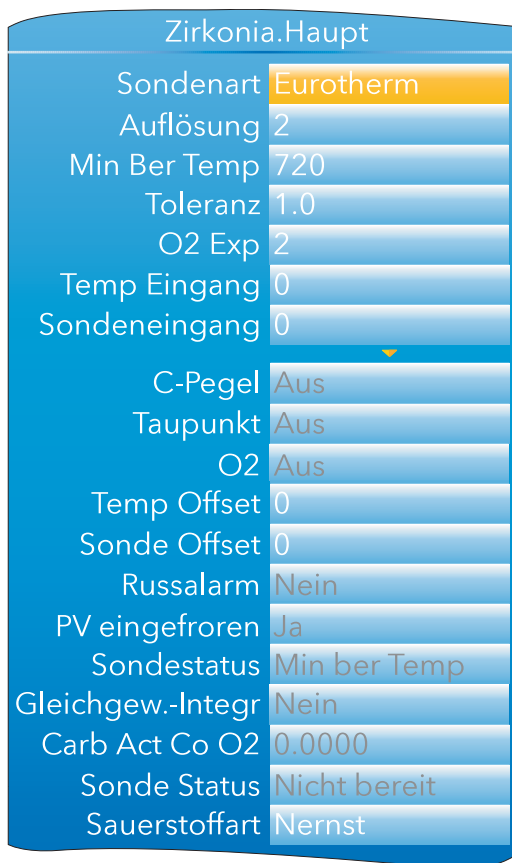 Zirkonia.Haupt
Sondenart Eurotherm
Auflösung 2
Min Ber Temp 720
Toleranz 1.0
O2 Exp 2
Temp Eingang 0
Sondeneingang 0
C-Pegel Aus
Taupunkt Aus
O2 Aus
Temp Offset 0
Sonde Offset 0
Russalarm Nein
PV eingefroren Ja
Sondestatus Min ber Temp
Gleichgew.-Integr Nein
Carb Act Co O2 0.0000
Sonde Status Nicht bereit
Sauerstoffart Nernst